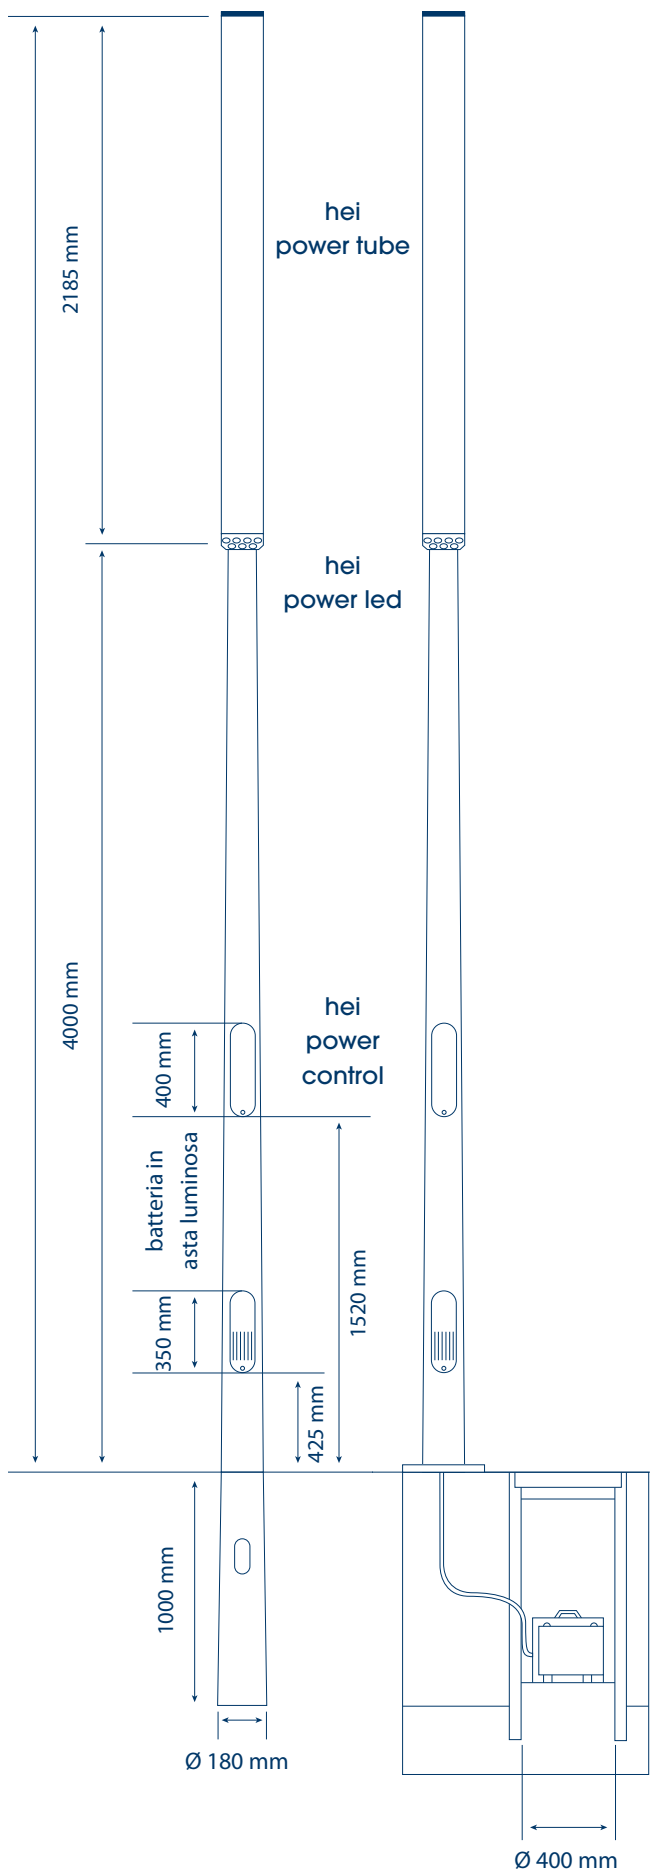 hei
power tube
2185 mm
hei
power led
4000 mm
hei
power
control
400 mm
batteria in
asta luminosa
1520 mm
350 mm
425 mm
1000 mm
Ø 180 mm
Ø 400 mm